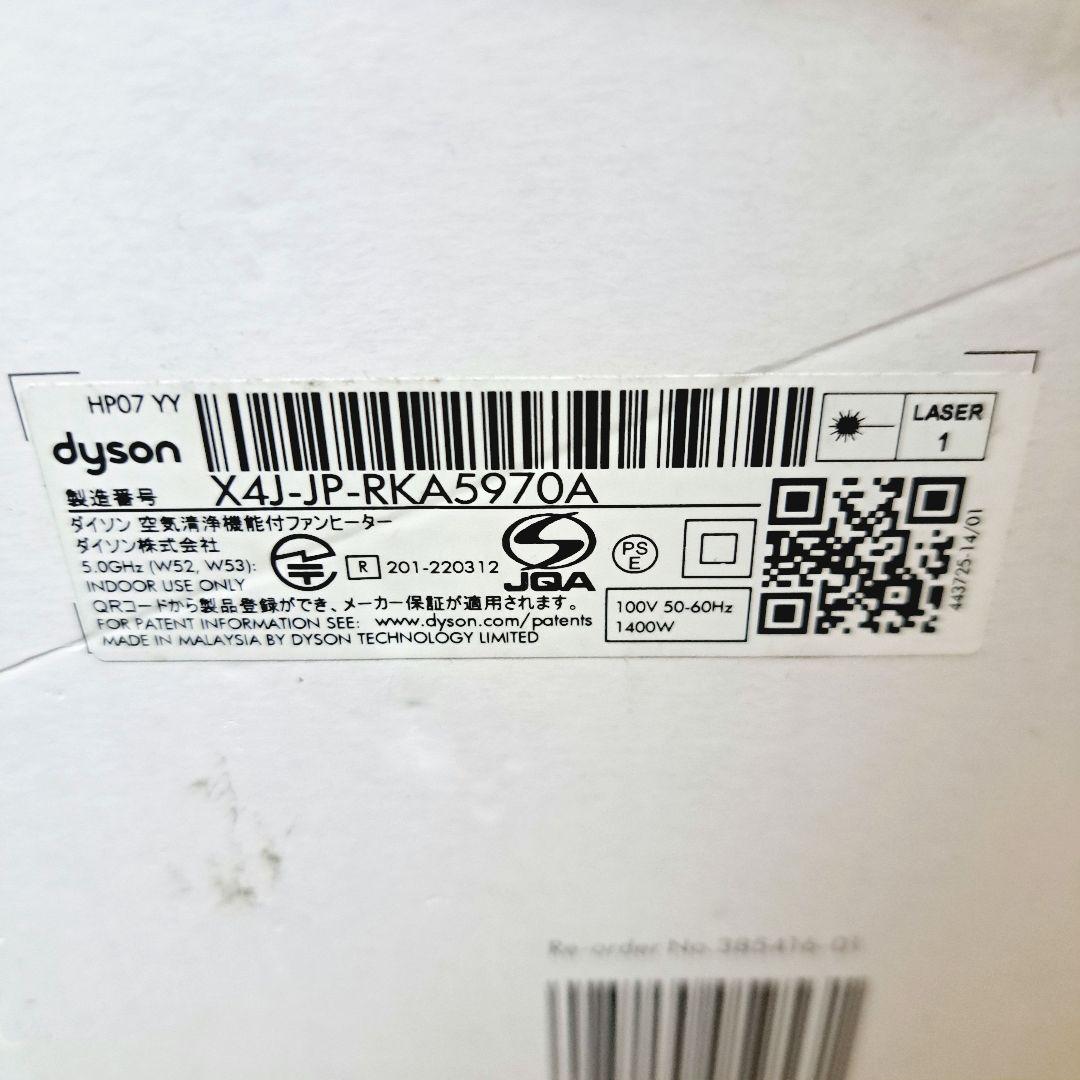 HP07 YY
dyson
LASER
1
製造番号 X4J-JP-RKA5970A
ダイソン 空気清浄機能付ファンヒーター
ダイソン株式会社
5.0GHz (W52, W53):
INDOOR USE ONLY
R 201-220312
JQA
PS
E
QRコードから製品登録ができ、メーカー保証が適用されます。
FOR PATENT INFORMATION SEE: www.dyson.com/patents
MADE IN MALAYSIA BY DYSON TECHNOLOGY LIMITED
100V 50-60Hz
1400W
443725-14/01
Re-order No.385416-01